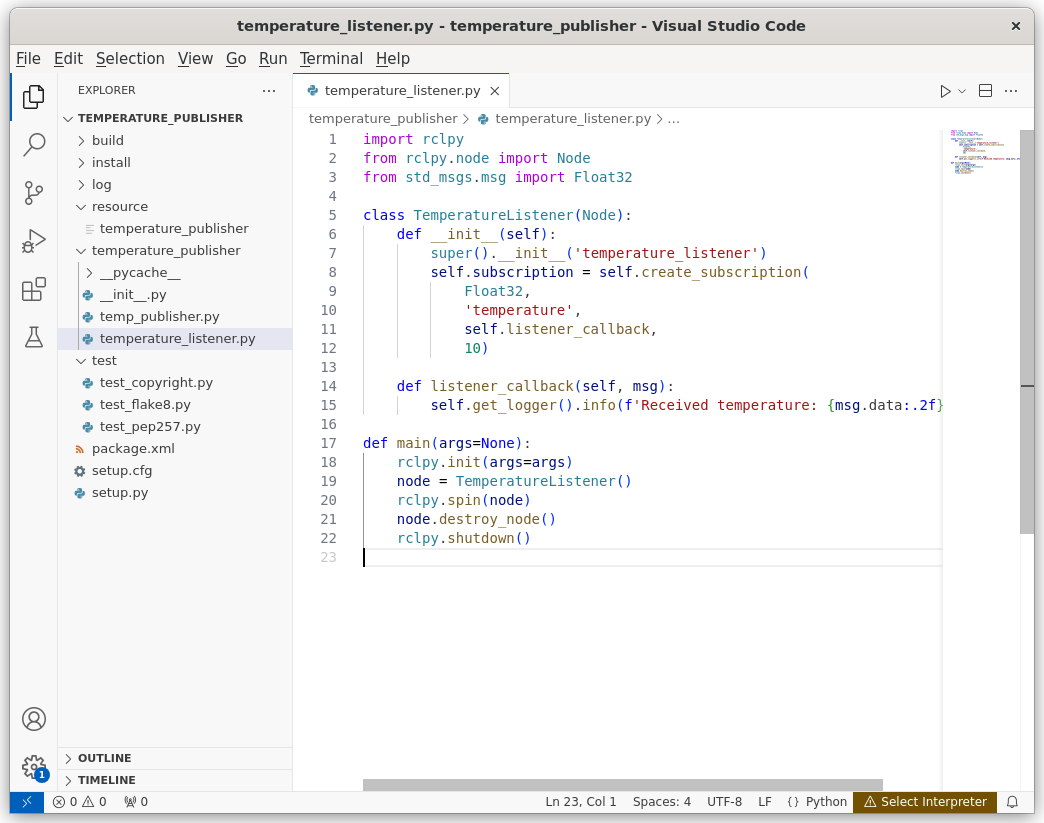 temperature_listener.py - temperature_publisher - Visual Studio Code
File Edit Selection View Go Run Terminal Help
EXPLORER
TEMPERATURE_PUBLISHER
build
install
log
resource
temperature_publisher
temperature_publisher
__pycache__
__init__.py
temp_publisher.py
temperature_listener.py
test
test_copyright.py
test_flake8.py
test_pep257.py
package.xml
setup.cfg
setup.py
OUTLINE
TIMELINE
1
temperature_listener.py
temperature_publisher > temperature_listener.py > ...
1 import rclpy
2 from rclpy.node import Node
3 from std_msgs.msg import Float32
4
5 class TemperatureListener(Node):
6     def __init__(self):
7         super().__init__('temperature_listener')
8         self.subscription = self.create_subscription(
9             Float32,
10             'temperature',
11             self.listener_callback,
12             10)
13
14     def listener_callback(self, msg):
15         self.get_logger().info(f'Received temperature: {msg.data:.2f}
16
17 def main(args=None):
18     rclpy.init(args=args)
19     node = TemperatureListener()
20     rclpy.spin(node)
21     node.destroy_node()
22     rclpy.shutdown()
23
0 0 0 Ln 23, Col 1 Spaces: 4 UTF-8 LF {} Python Select Interpreter